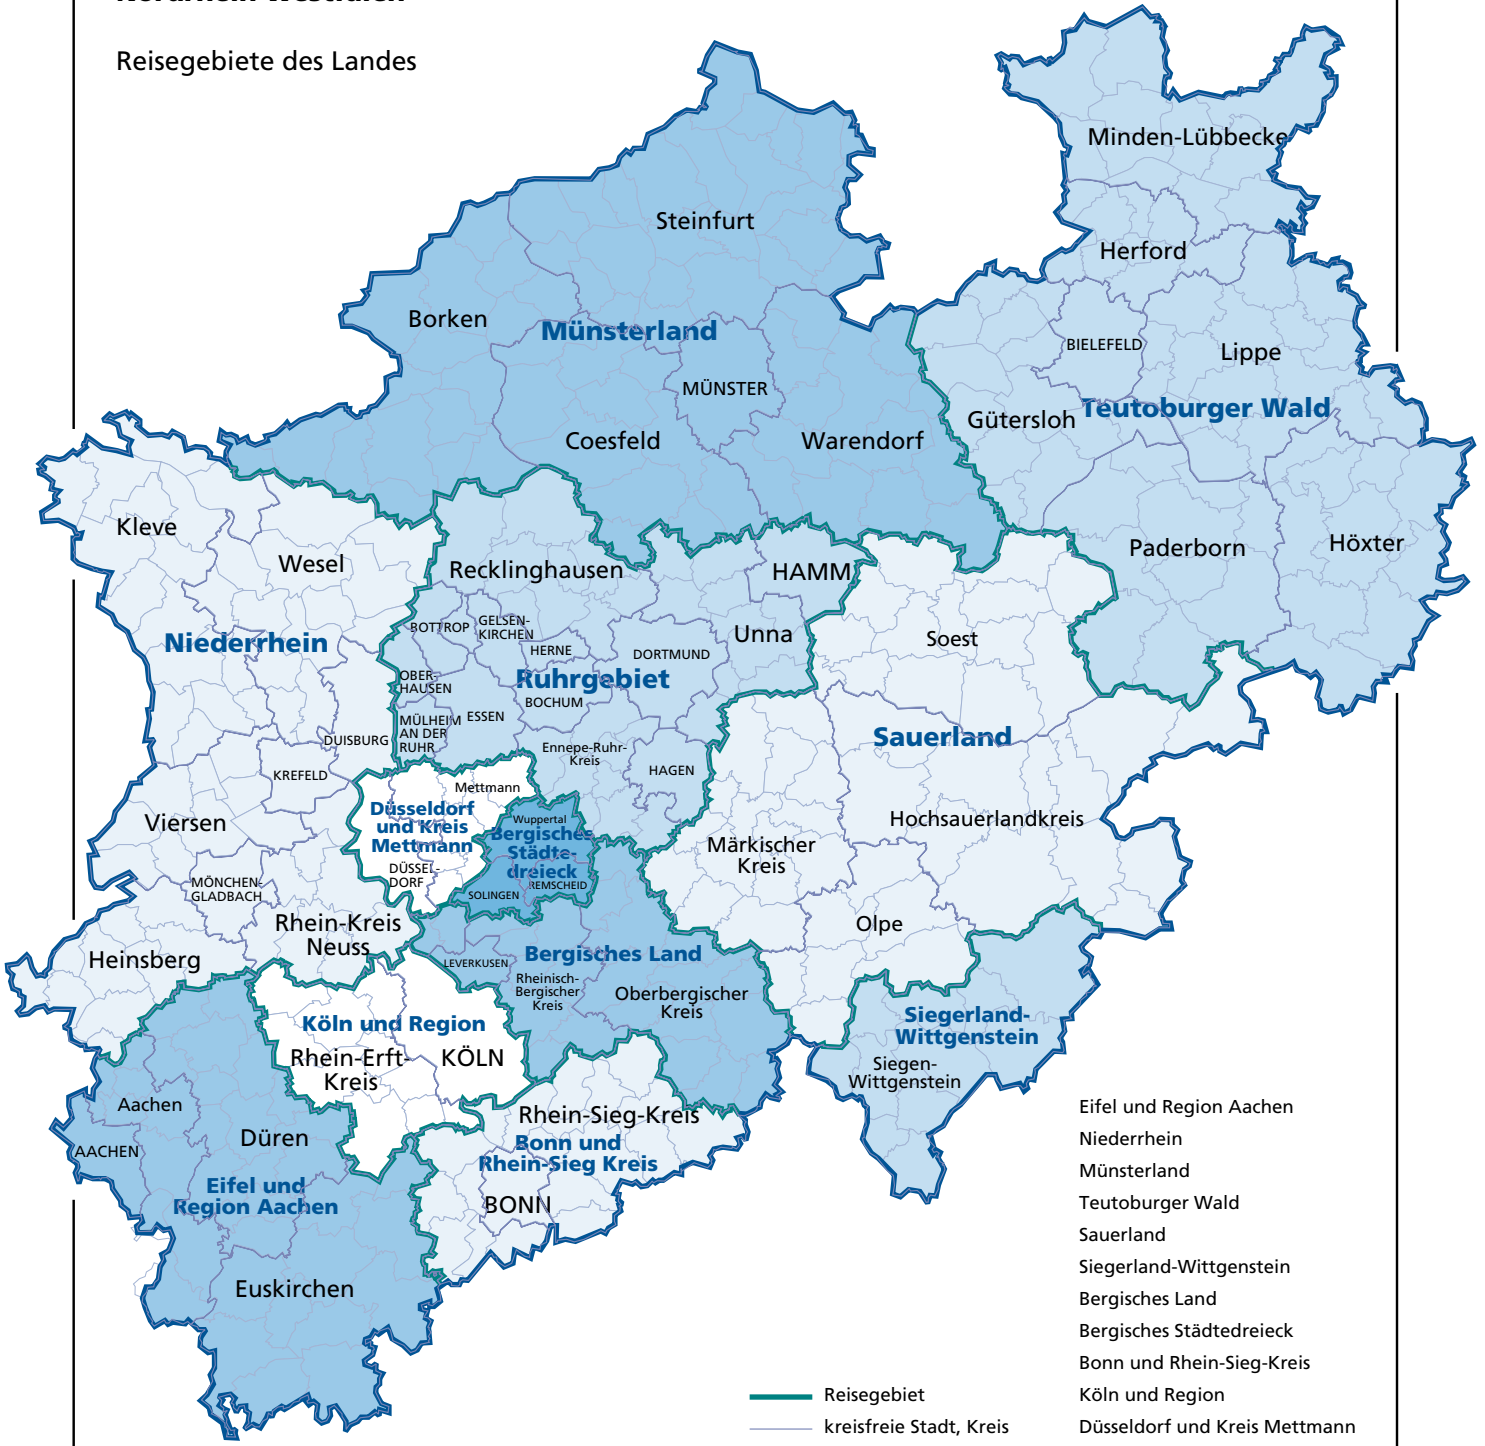 Nordrhein-Westfalen
Reisegebiete des Landes
Minden-Lübbecke
Steinfurt
Herford
Borken
Münsterland
BIELEFELD
Lippe
MÜNSTER
Teutoburger Wald
Gütersloh
Coesfeld
Warendorf
Kleve
Wesel
Recklinghausen
HAMM
Paderborn
Höxter
BOTTROP
GELSEN-
KIRCHEN
Niederrhein
HERNE
DORTMUND
Unna
Soest
OBER-
HAUSEN
Ruhrgebiet
BOCHUM
MÜLHEIM
AN DER
RUHR
ESSEN
DUISBURG
Ennepe-Ruhr-
Kreis
HAGEN
Sauerland
KREFELD
Mettmann
Düsseldorf
und Kreis
Mettmann
Viersen
Wuppertal
Bergisches
Städte-
dreieck
Hochsauerlandkreis
Märkischer
Kreis
DÜSSEL-
DORF
SOLINGEN
REMSCHEID
MÖNCHEN-
GLADBACH
Rhein-Kreis
Neuss
Olpe
Heinsberg
LEVERKUSEN
Bergisches Land
Rheinisch-
Bergischer
Kreis
Oberbergischer
Kreis
Köln und Region
Siegerland-
Wittgenstein
Rhein-Erft-
Kreis
KÖLN
Siegen-
Wittgenstein
Aachen
Rhein-Sieg-Kreis
Düren
AACHEN
Bonn und
Rhein-Sieg Kreis
Eifel und
Region Aachen
BONN
Euskirchen
Eifel und Region Aachen
Niederrhein
Münsterland
Teutoburger Wald
Sauerland
Siegerland-Wittgenstein
Bergisches Land
Bergisches Städtedreieck
Bonn und Rhein-Sieg-Kreis
Reisegebiet
Köln und Region
kreisfreie Stadt, Kreis
Düsseldorf und Kreis Mettmann